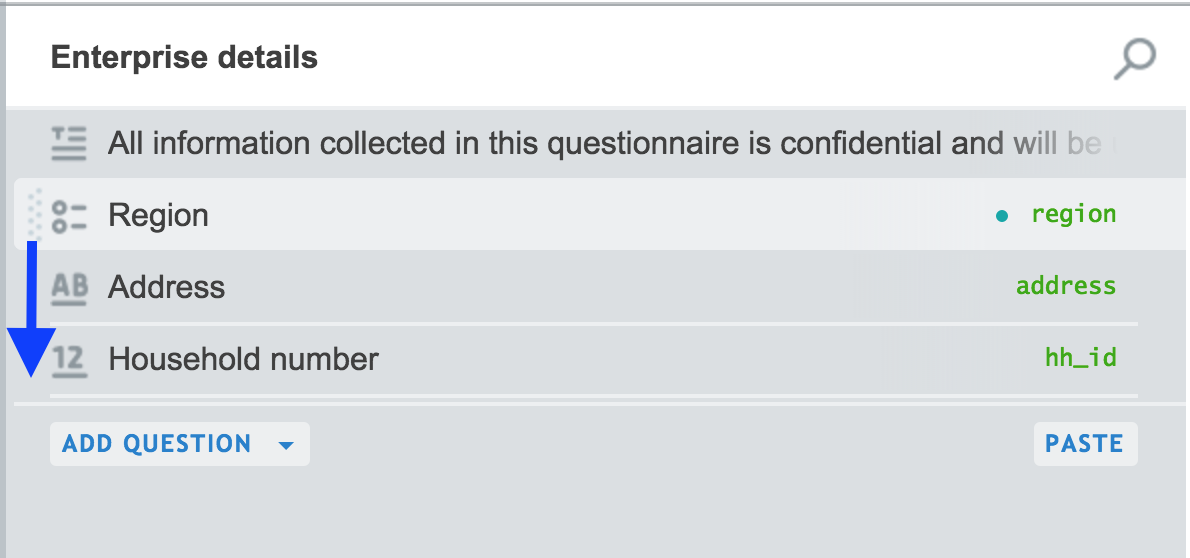 Enterprise details
All information collected in this questionnaire is confidential and will be
Region region
AB Address address
12 Household number hh_id
ADD QUESTION PASTE